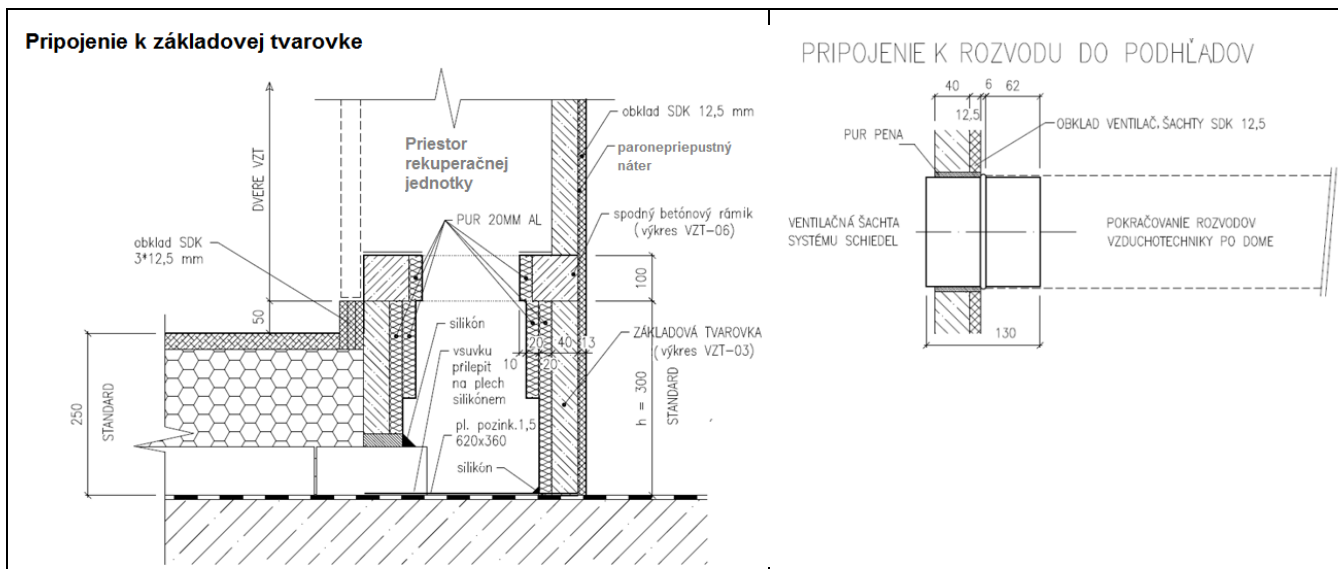 Pripojenie k základovej tvarovke
DVERE VZT
50
obklad SDK
3*12,5 mm
250
STANDARD
Priestor
rekuperačnej
jednotky
PUR 20MM AL
silikón
vsuvku
prilepiť
na plech
silikónem
pl. pozink.1,5
620x360
silikón
10
20
20
40
13
obklad SDK 12,5 mm
paronepriepustný
náter
spodný betónový rámik
(výkres VZT-06)
100
ZÁKLADOVÁ TVAROVKA
(výkres VZT-03)
h = 300
STANDARD
PRIPOJENIE K ROZVODU DO PODHĽADOV
40
6
62
12,5
PUR PENA
OBKLAD VENTILAČ. ŠACHTY SDK 12,5
VENTILAČNÁ ŠACHTA
SYSTÉMU SCHIEDEL
POKRAČOVANIE ROZVODOV
VZDUCHOTECHNIKY PO DOME
130